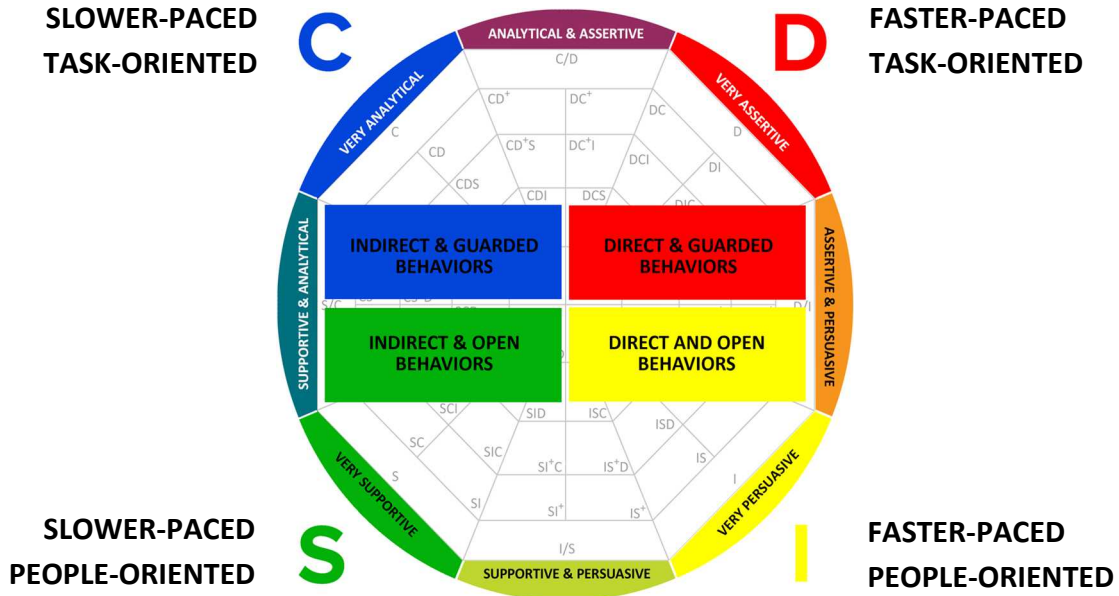 SLOWER-PACED
TASK-ORIENTED
C
ANALYTICAL & ASSERTIVE
D
FASTER-PACED
TASK-ORIENTED
C/D
VERY ANALYTICAL
VERY ASSERTIVE
CD+
DC+
C
DC
D
CD
CD+S
DC+I
DCI
DI
CDS
CDI
DCS
DIC
INDIRECT & GUARDED
BEHAVIORS
DIRECT & GUARDED
BEHAVIORS
SUPPORTIVE & ANALYTICAL
ASSERTIVE & PERSUASIVE
S/C
D/I
INDIRECT & OPEN
BEHAVIORS
DIRECT AND OPEN
BEHAVIORS
SCI
SID
ISC
ISD
SC
SIC
IS
S
SI+C
IS+D
I
VERY SUPPORTIVE
VERY PERSUASIVE
SI
SI+
IS+
I/S
SLOWER-PACED
PEOPLE-ORIENTED
S
SUPPORTIVE & PERSUASIVE
I
FASTER-PACED
PEOPLE-ORIENTED